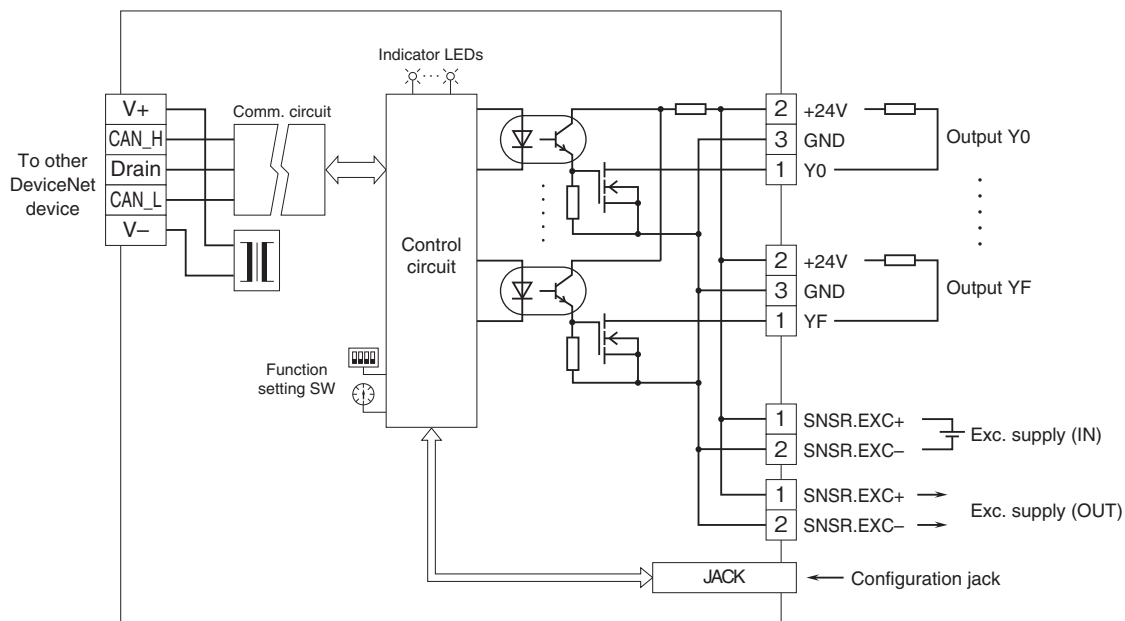 Indicator LEDs
V+
CAN_H
Drain
CAN_L
V–
To other
DeviceNet
device
Comm. circuit
Control
circuit
Function
setting SW
2 +24V
3 GND
1 Y0
Output Y0
2 +24V
3 GND
1 YF
Output YF
1 SNSR.EXC+
2 SNSR.EXC–
Exc. supply (IN)
1 SNSR.EXC+
2 SNSR.EXC–
Exc. supply (OUT)
JACK
Configuration jack